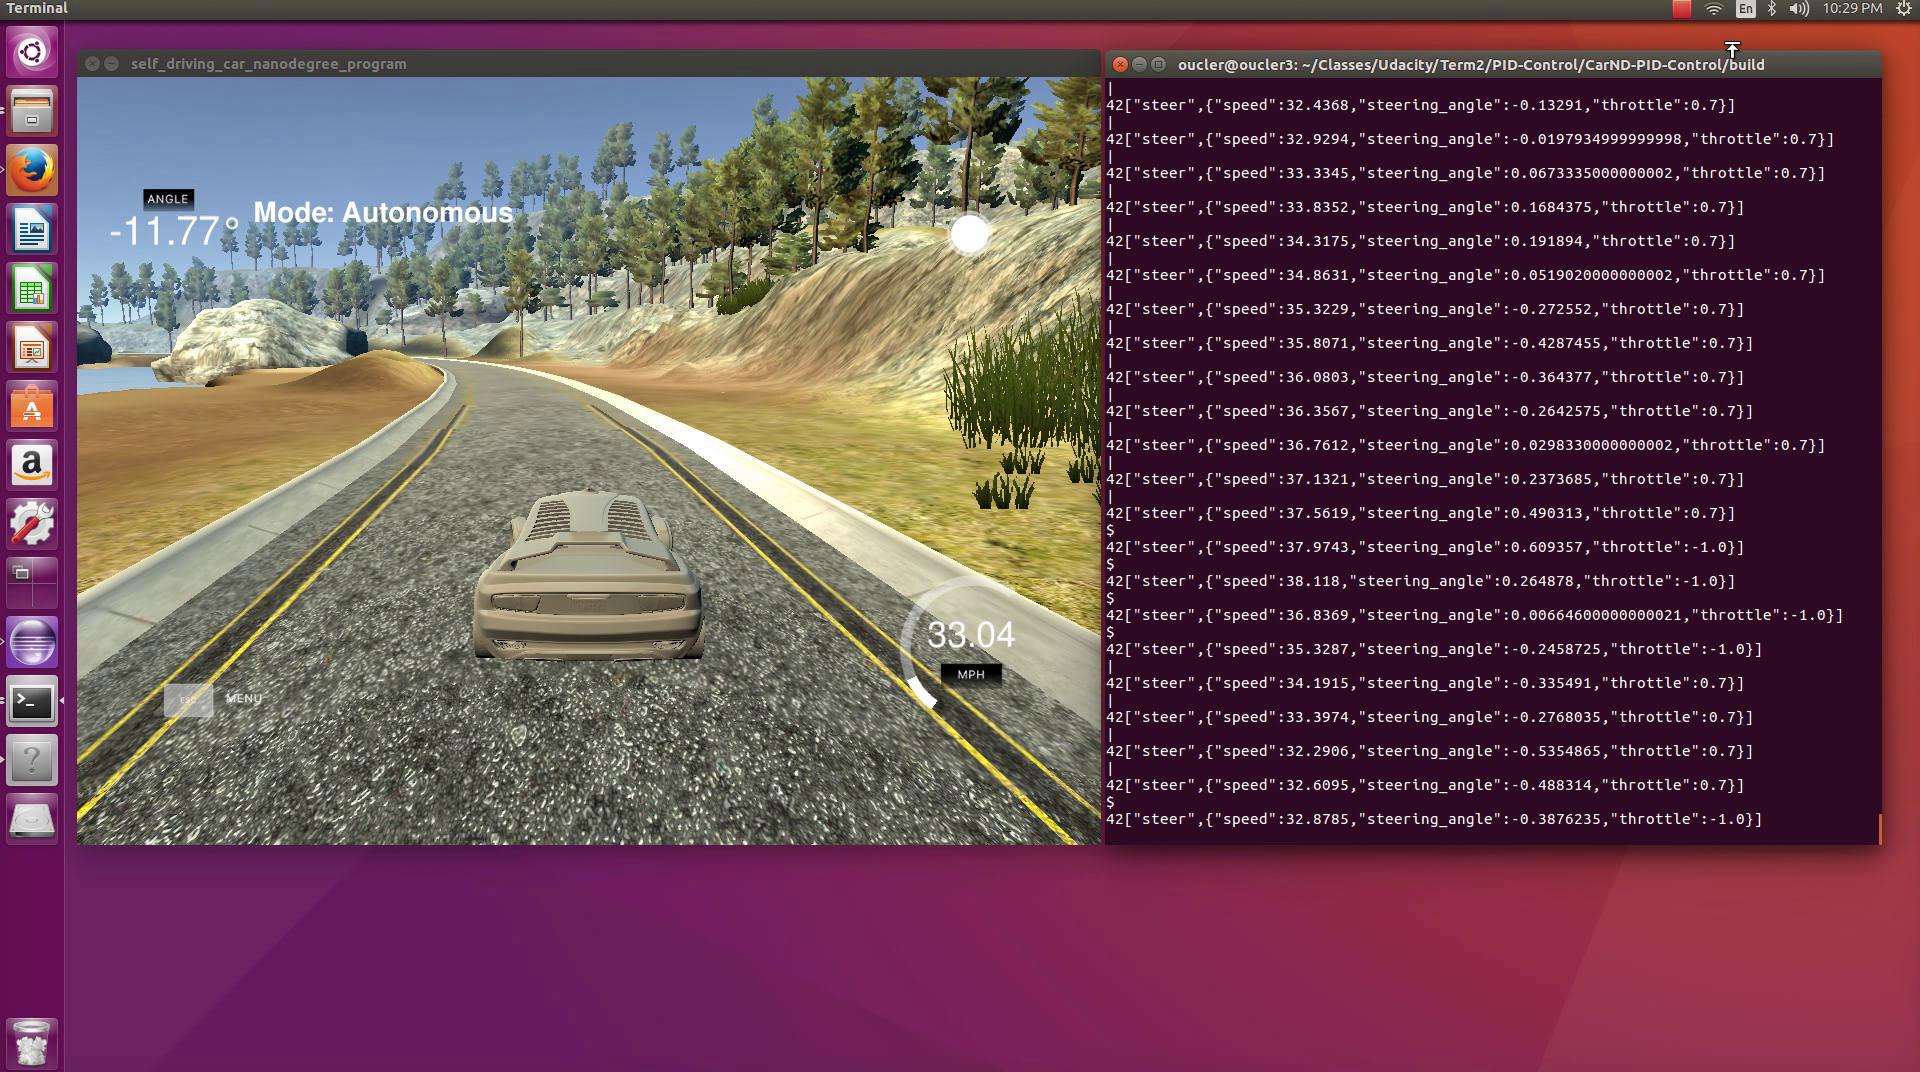 Terminal
En
10:29 PM
self_driving_car_nanodegree_program
ANGLE
-11.77°
Mode: Autonomous
33.04
MPH
ESC
MENU
oucler@oucler3: ~/Classes/Udacity/Term2/PID-Control/CarND-PID-Control/build
|
42["steer",{"speed":32.4368,"steering_angle":-0.13291,"throttle":0.7}]
|
42["steer",{"speed":32.9294,"steering_angle":-0.0197934999999998,"throttle":0.7}]
|
42["steer",{"speed":33.3345,"steering_angle":0.0673335000000002,"throttle":0.7}]
|
42["steer",{"speed":33.8352,"steering_angle":0.1684375,"throttle":0.7}]
|
42["steer",{"speed":34.3175,"steering_angle":0.191894,"throttle":0.7}]
|
42["steer",{"speed":34.8631,"steering_angle":0.0519020000000002,"throttle":0.7}]
|
42["steer",{"speed":35.3229,"steering_angle":-0.272552,"throttle":0.7}]
|
42["steer",{"speed":35.8071,"steering_angle":-0.4287455,"throttle":0.7}]
|
42["steer",{"speed":36.0803,"steering_angle":-0.364377,"throttle":0.7}]
|
42["steer",{"speed":36.3567,"steering_angle":-0.2642575,"throttle":0.7}]
|
42["steer",{"speed":36.7612,"steering_angle":0.0298330000000002,"throttle":0.7}]
|
42["steer",{"speed":37.1321,"steering_angle":0.2373685,"throttle":0.7}]
|
42["steer",{"speed":37.5619,"steering_angle":0.490313,"throttle":0.7}]
$
42["steer",{"speed":37.9743,"steering_angle":0.609357,"throttle":-1.0}]
$
42["steer",{"speed":38.118,"steering_angle":0.264878,"throttle":-1.0}]
$
42["steer",{"speed":36.8369,"steering_angle":0.00664600000000021,"throttle":-1.0}]
$
42["steer",{"speed":35.3287,"steering_angle":-0.2458725,"throttle":-1.0}]
|
42["steer",{"speed":34.1915,"steering_angle":-0.335491,"throttle":0.7}]
|
42["steer",{"speed":33.3974,"steering_angle":-0.2768035,"throttle":0.7}]
|
42["steer",{"speed":32.2906,"steering_angle":-0.5354865,"throttle":0.7}]
|
42["steer",{"speed":32.6095,"steering_angle":-0.488314,"throttle":0.7}]
$
42["steer",{"speed":32.8785,"steering_angle":-0.3876235,"throttle":-1.0}]